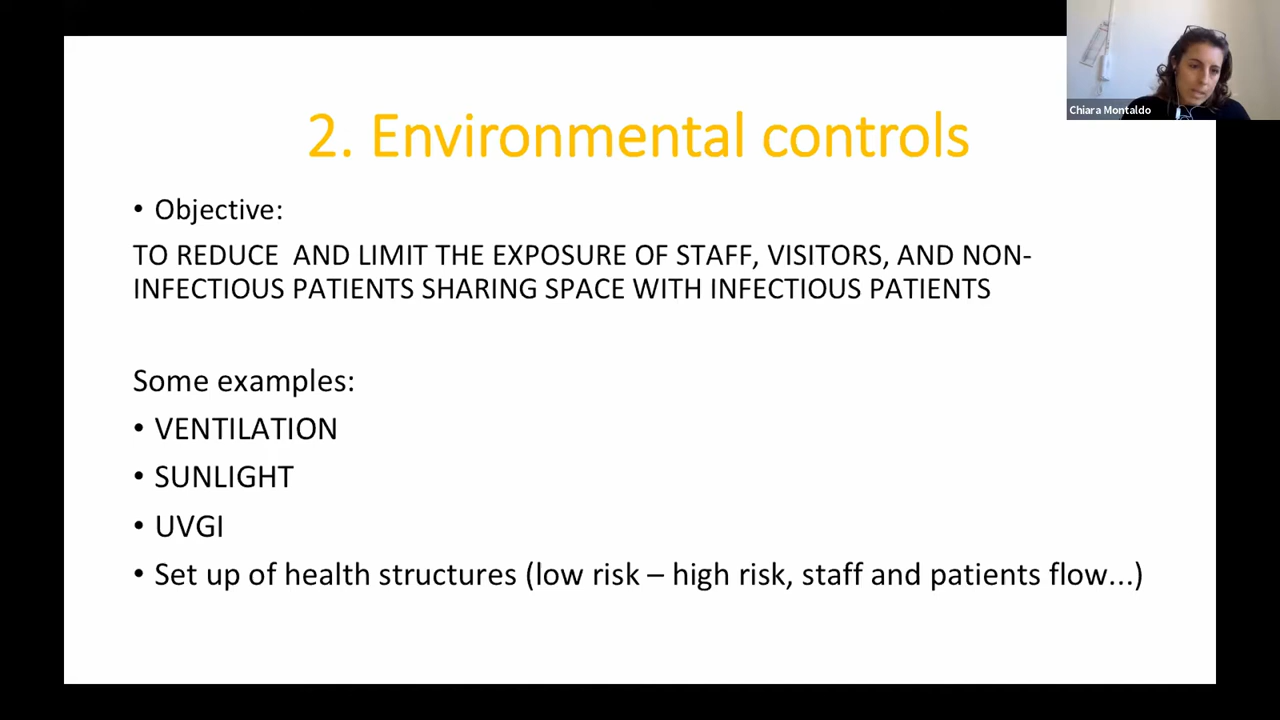 Chiara Montaldo
2. Environmental controls
• Objective:
TO REDUCE  AND LIMIT THE EXPOSURE OF STAFF, VISITORS, AND NON-
INFECTIOUS PATIENTS SHARING SPACE WITH INFECTIOUS PATIENTS
Some examples:
• VENTILATION
• SUNLIGHT
• UVGI
• Set up of health structures (low risk – high risk, staff and patients flow...)